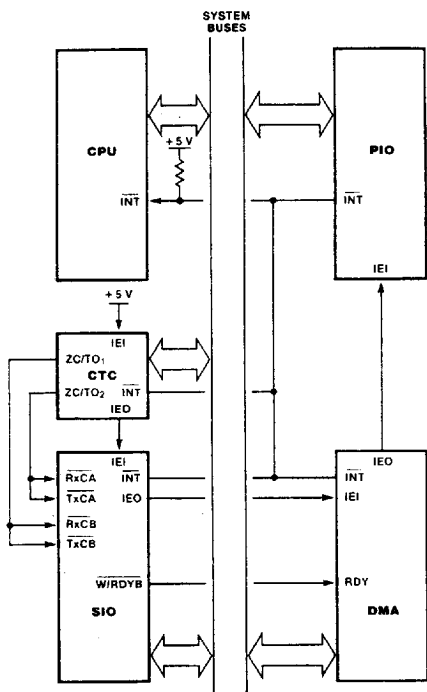 SYSTEM
BUSES
CPU
+ 5 V
INT
PIO
INT
IEI
+ 5 V
IEI
ZC/TO1
CTC
ZC/TO2
INT
IEO
IEI
RxCA
INT
TxCA
IEO
RxCB
TxCB
W/RDYB
SIO
IEO
INT
IEI
RDY
DMA